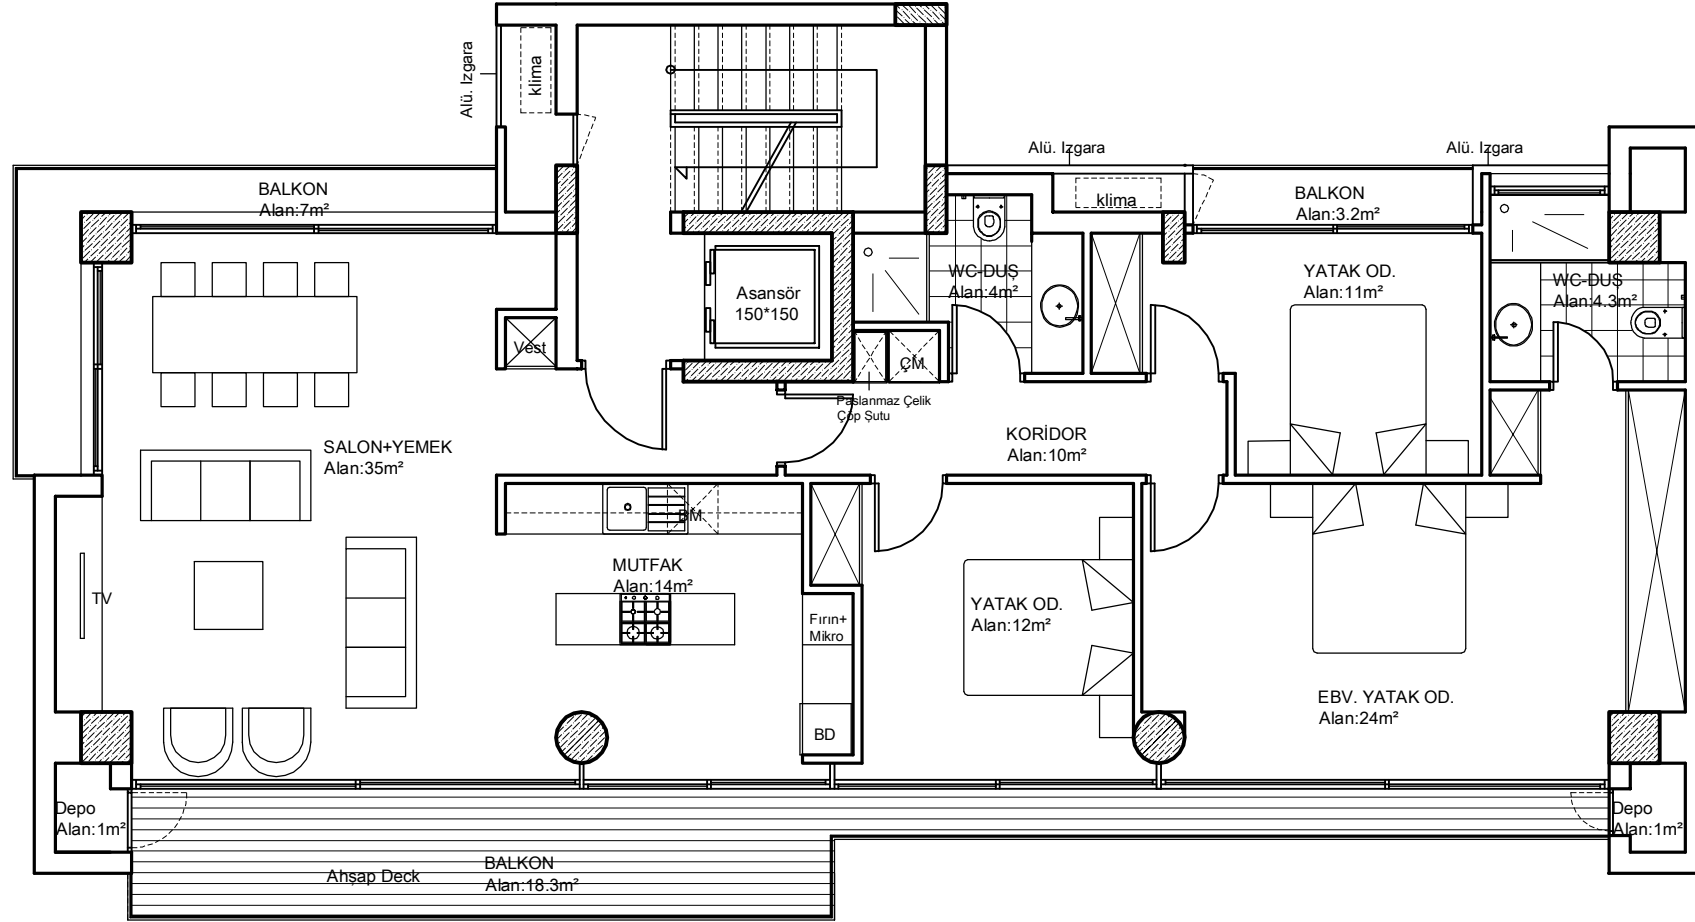 Alü. Izgara
klima
Alü. Izgara
klima
Alü. Izgara
BALKON
Alan:7m²
BALKON
Alan:3.2m²
Asansör
150*150
WC-DUŞ
Alan:4m²
YATAK OD.
Alan:11m²
WC-DUŞ
Alan:4.3m²
Vest
ÇM
Paslanmaz Çelik
Çöp Şutu
SALON+YEMEK
Alan:35m²
KORİDOR
Alan:10m²
BM
MUTFAK
Alan:14m²
TV
Fırın+
Mikro
YATAK OD.
Alan:12m²
EBV. YATAK OD.
Alan:24m²
BD
Depo
Alan:1m²
Depo
Alan:1m²
Ahşap Deck
BALKON
Alan:18.3m²